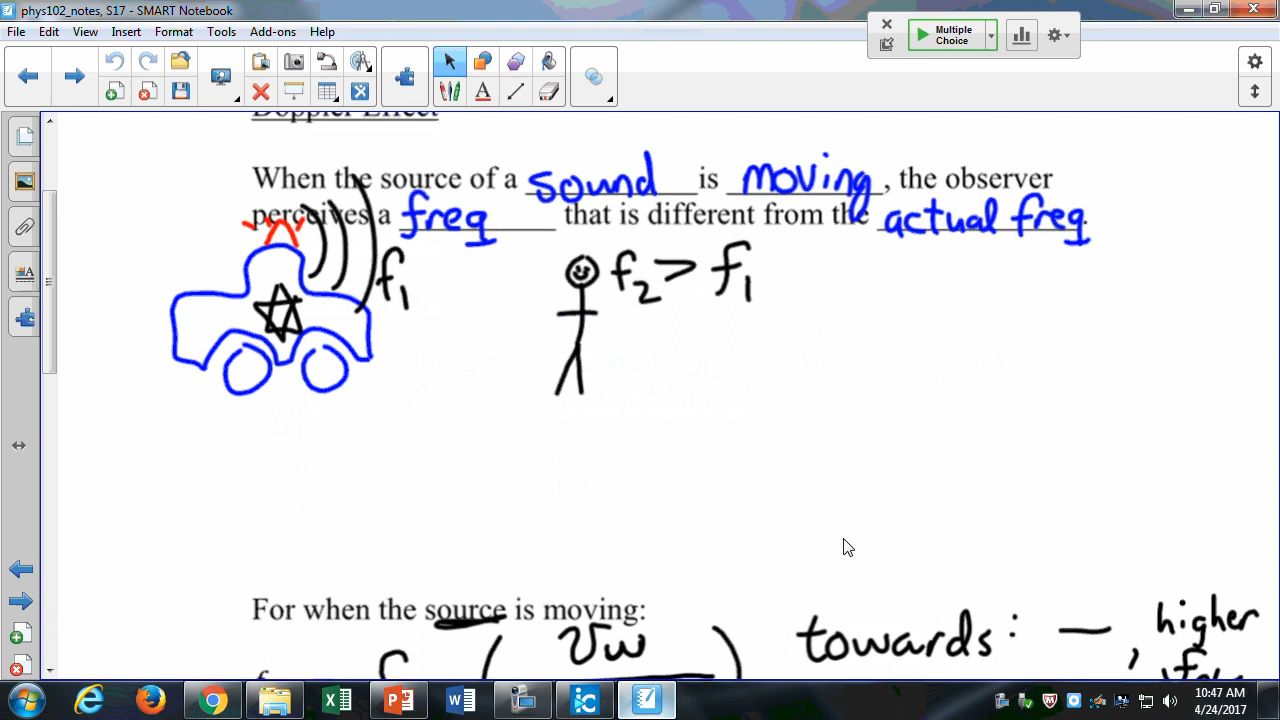 phys102_notes, S17 - SMART Notebook
File Edit View Insert Format Tools Add-ons Help
Multiple Choice
Doppler Effect
When the source of a sound is moving, the observer
perceives a freq that is different from the actual freq.
f₁
f₂ > f₁
For when the source is moving:
vw
towards: — , higher
10:47 AM
4/24/2017